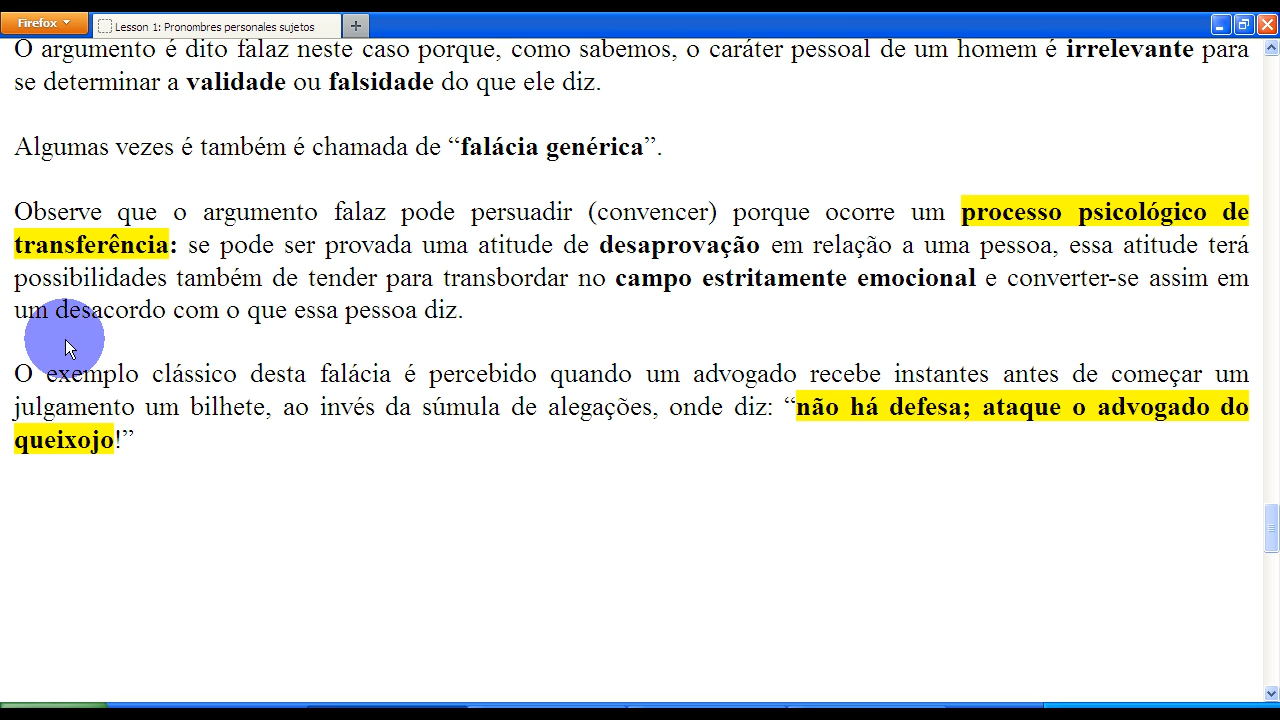 Firefox
Lesson 1: Pronombres personales sujetos
O argumento é dito falaz neste caso porque, como sabemos, o caráter pessoal de um homem é irrelevante para
se determinar a validade ou falsidade do que ele diz.
Algumas vezes é também é chamada de “falácia genérica”.
Observe que o argumento falaz pode persuadir (convencer) porque ocorre um processo psicológico de
transferência: se pode ser provada uma atitude de desaprovação em relação a uma pessoa, essa atitude terá
possibilidades também de tender para transbordar no campo estritamente emocional e converter-se assim em
um desacordo com o que essa pessoa diz.
O exemplo clássico desta falácia é percebido quando um advogado recebe instantes antes de começar um
julgamento um bilhete, ao invés da súmula de alegações, onde diz: “não há defesa; ataque o advogado do
queixojo!”